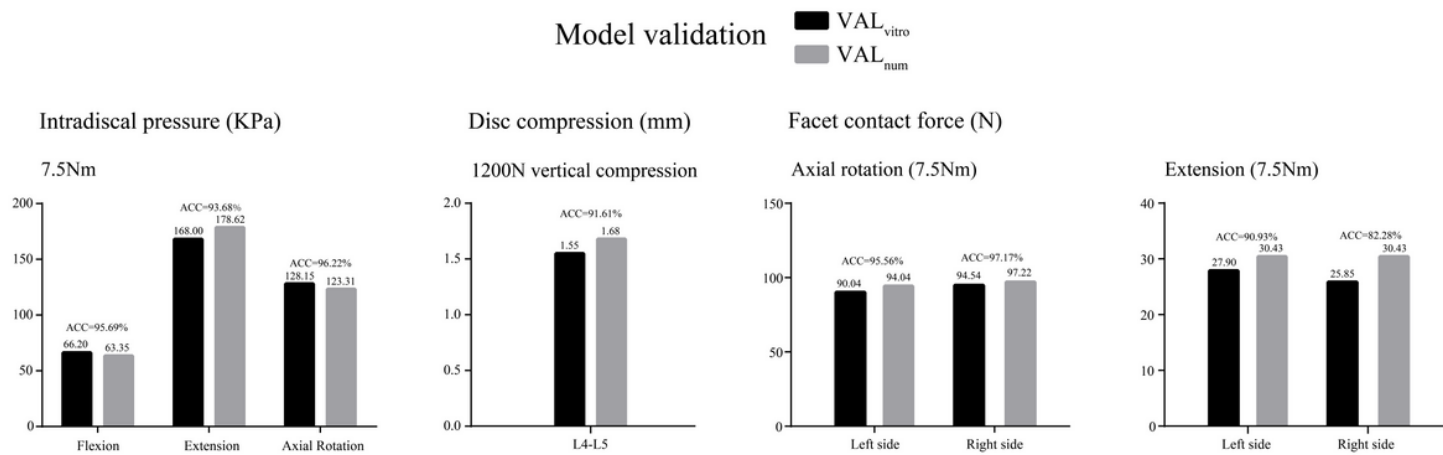 Model validation
VALvitro
VALnum
Intradiscal pressure (KPa)
7.5Nm
200
150
100
50
0
ACC=95.69%
66.20
63.35
ACC=93.68%
168.00
178.62
ACC=96.22%
128.15
123.31
Flexion
Extension
Axial Rotation
Disc compression (mm)
1200N vertical compression
2.0
1.5
1.0
0.5
0.0
ACC=91.61%
1.55
1.68
L4-L5
Facet contact force (N)
Axial rotation (7.5Nm)
150
100
50
0
ACC=95.56%
90.04
94.04
ACC=97.17%
94.54
97.22
Left side
Right side
Extension (7.5Nm)
40
30
20
10
0
ACC=90.93%
27.90
30.43
ACC=82.28%
25.85
30.43
Left side
Right side